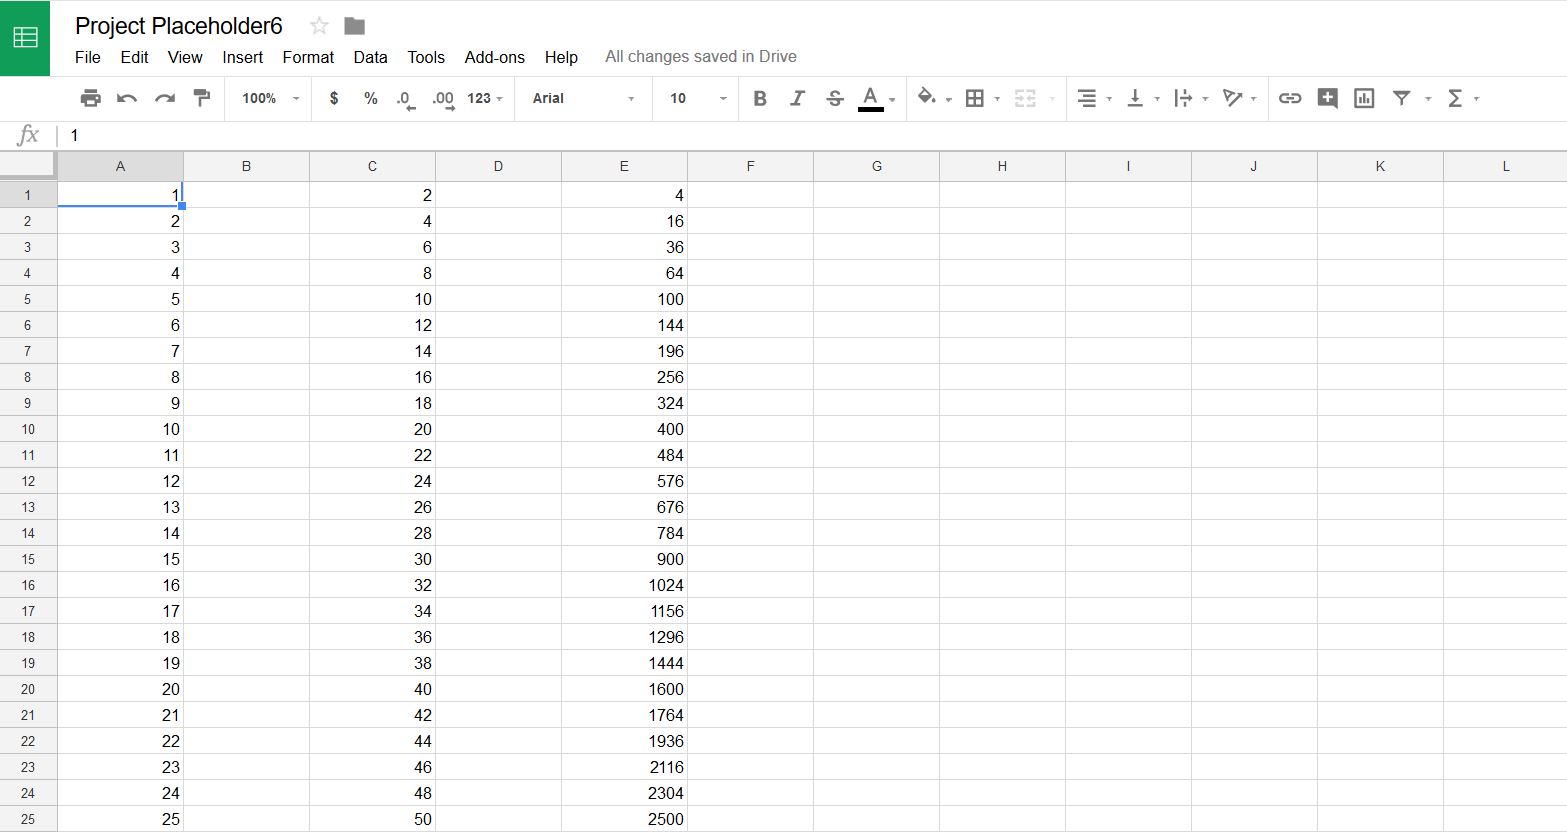 Project Placeholder6
File Edit View Insert Format Data Tools Add-ons Help All changes saved in Drive
100% $ % .0 .00 123 Arial 10 B I S A Σ
fx 1
A B C D E F G H I J K L
1 1 2 4
2 2 4 16
3 3 6 36
4 4 8 64
5 5 10 100
6 6 12 144
7 7 14 196
8 8 16 256
9 9 18 324
10 10 20 400
11 11 22 484
12 12 24 576
13 13 26 676
14 14 28 784
15 15 30 900
16 16 32 1024
17 17 34 1156
18 18 36 1296
19 19 38 1444
20 20 40 1600
21 21 42 1764
22 22 44 1936
23 23 46 2116
24 24 48 2304
25 25 50 2500